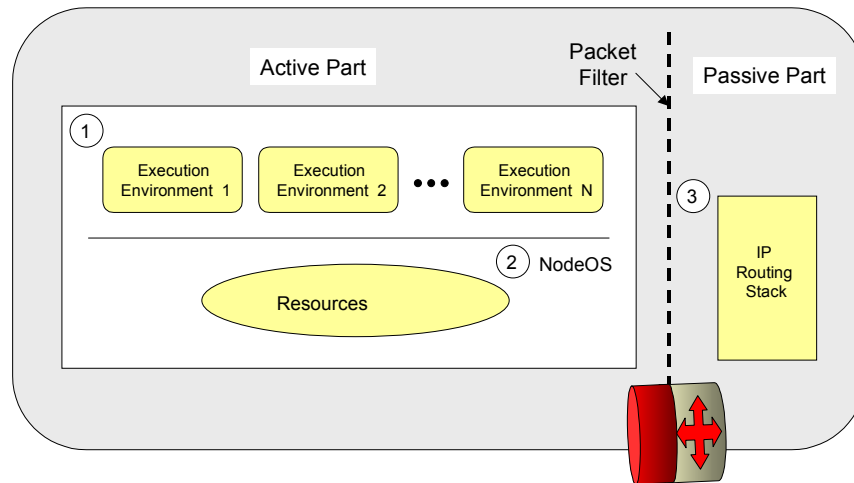 Active Part
Packet
Filter
Passive Part
1
Execution
Environment 1
Execution
Environment 2
Execution
Environment N
3
2
NodeOS
Resources
IP
Routing
Stack